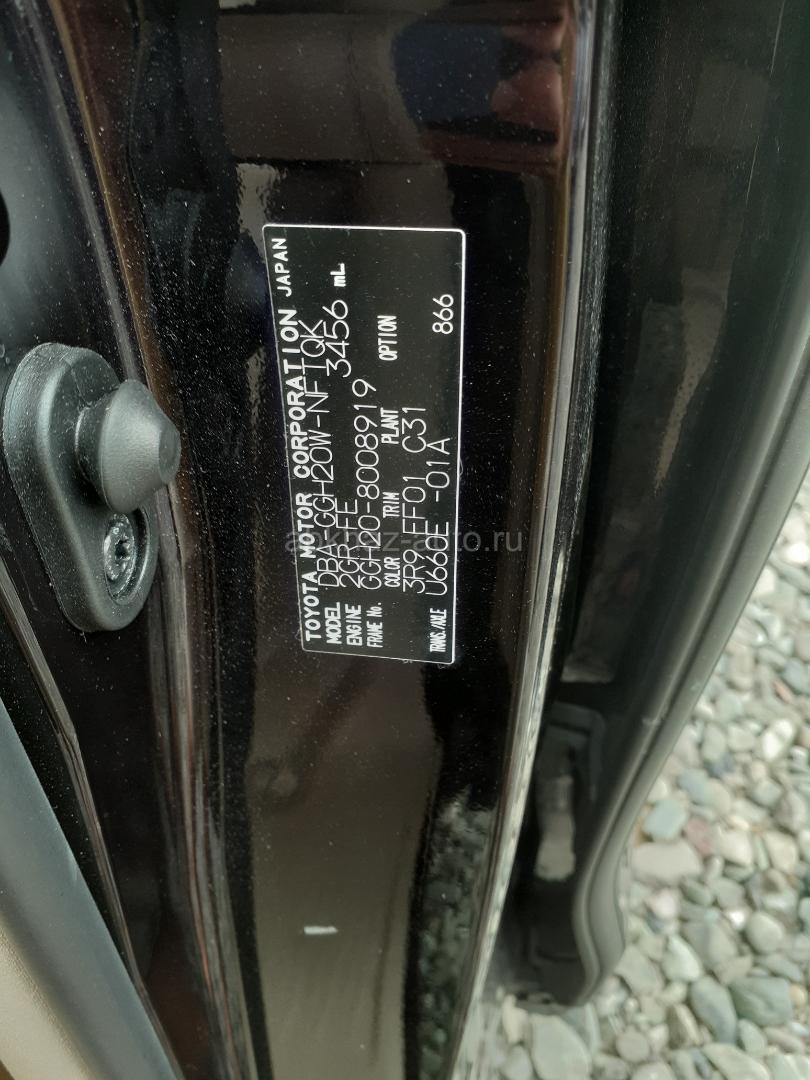 TOYOTA MOTOR CORPORATION JAPAN
MODEL DBA-GGH20W-NFTQK
ENGINE 2GR-FE 3456 mL
FRAME No. GGH20-8008919
COLOR TRIM PLANT OPTION
3R9 FF01 C31
TRANS./AXLE U660E -01A 866